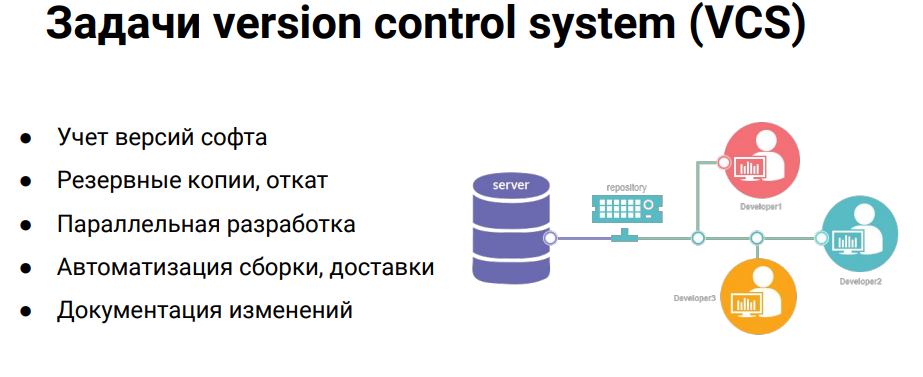 Задачи version control system (VCS)
● Учет версий софта
● Резервные копии, откат
● Параллельная разработка
● Автоматизация сборки, доставки
● Документация изменений
server
repository
Developer1
Developer2
Developer3